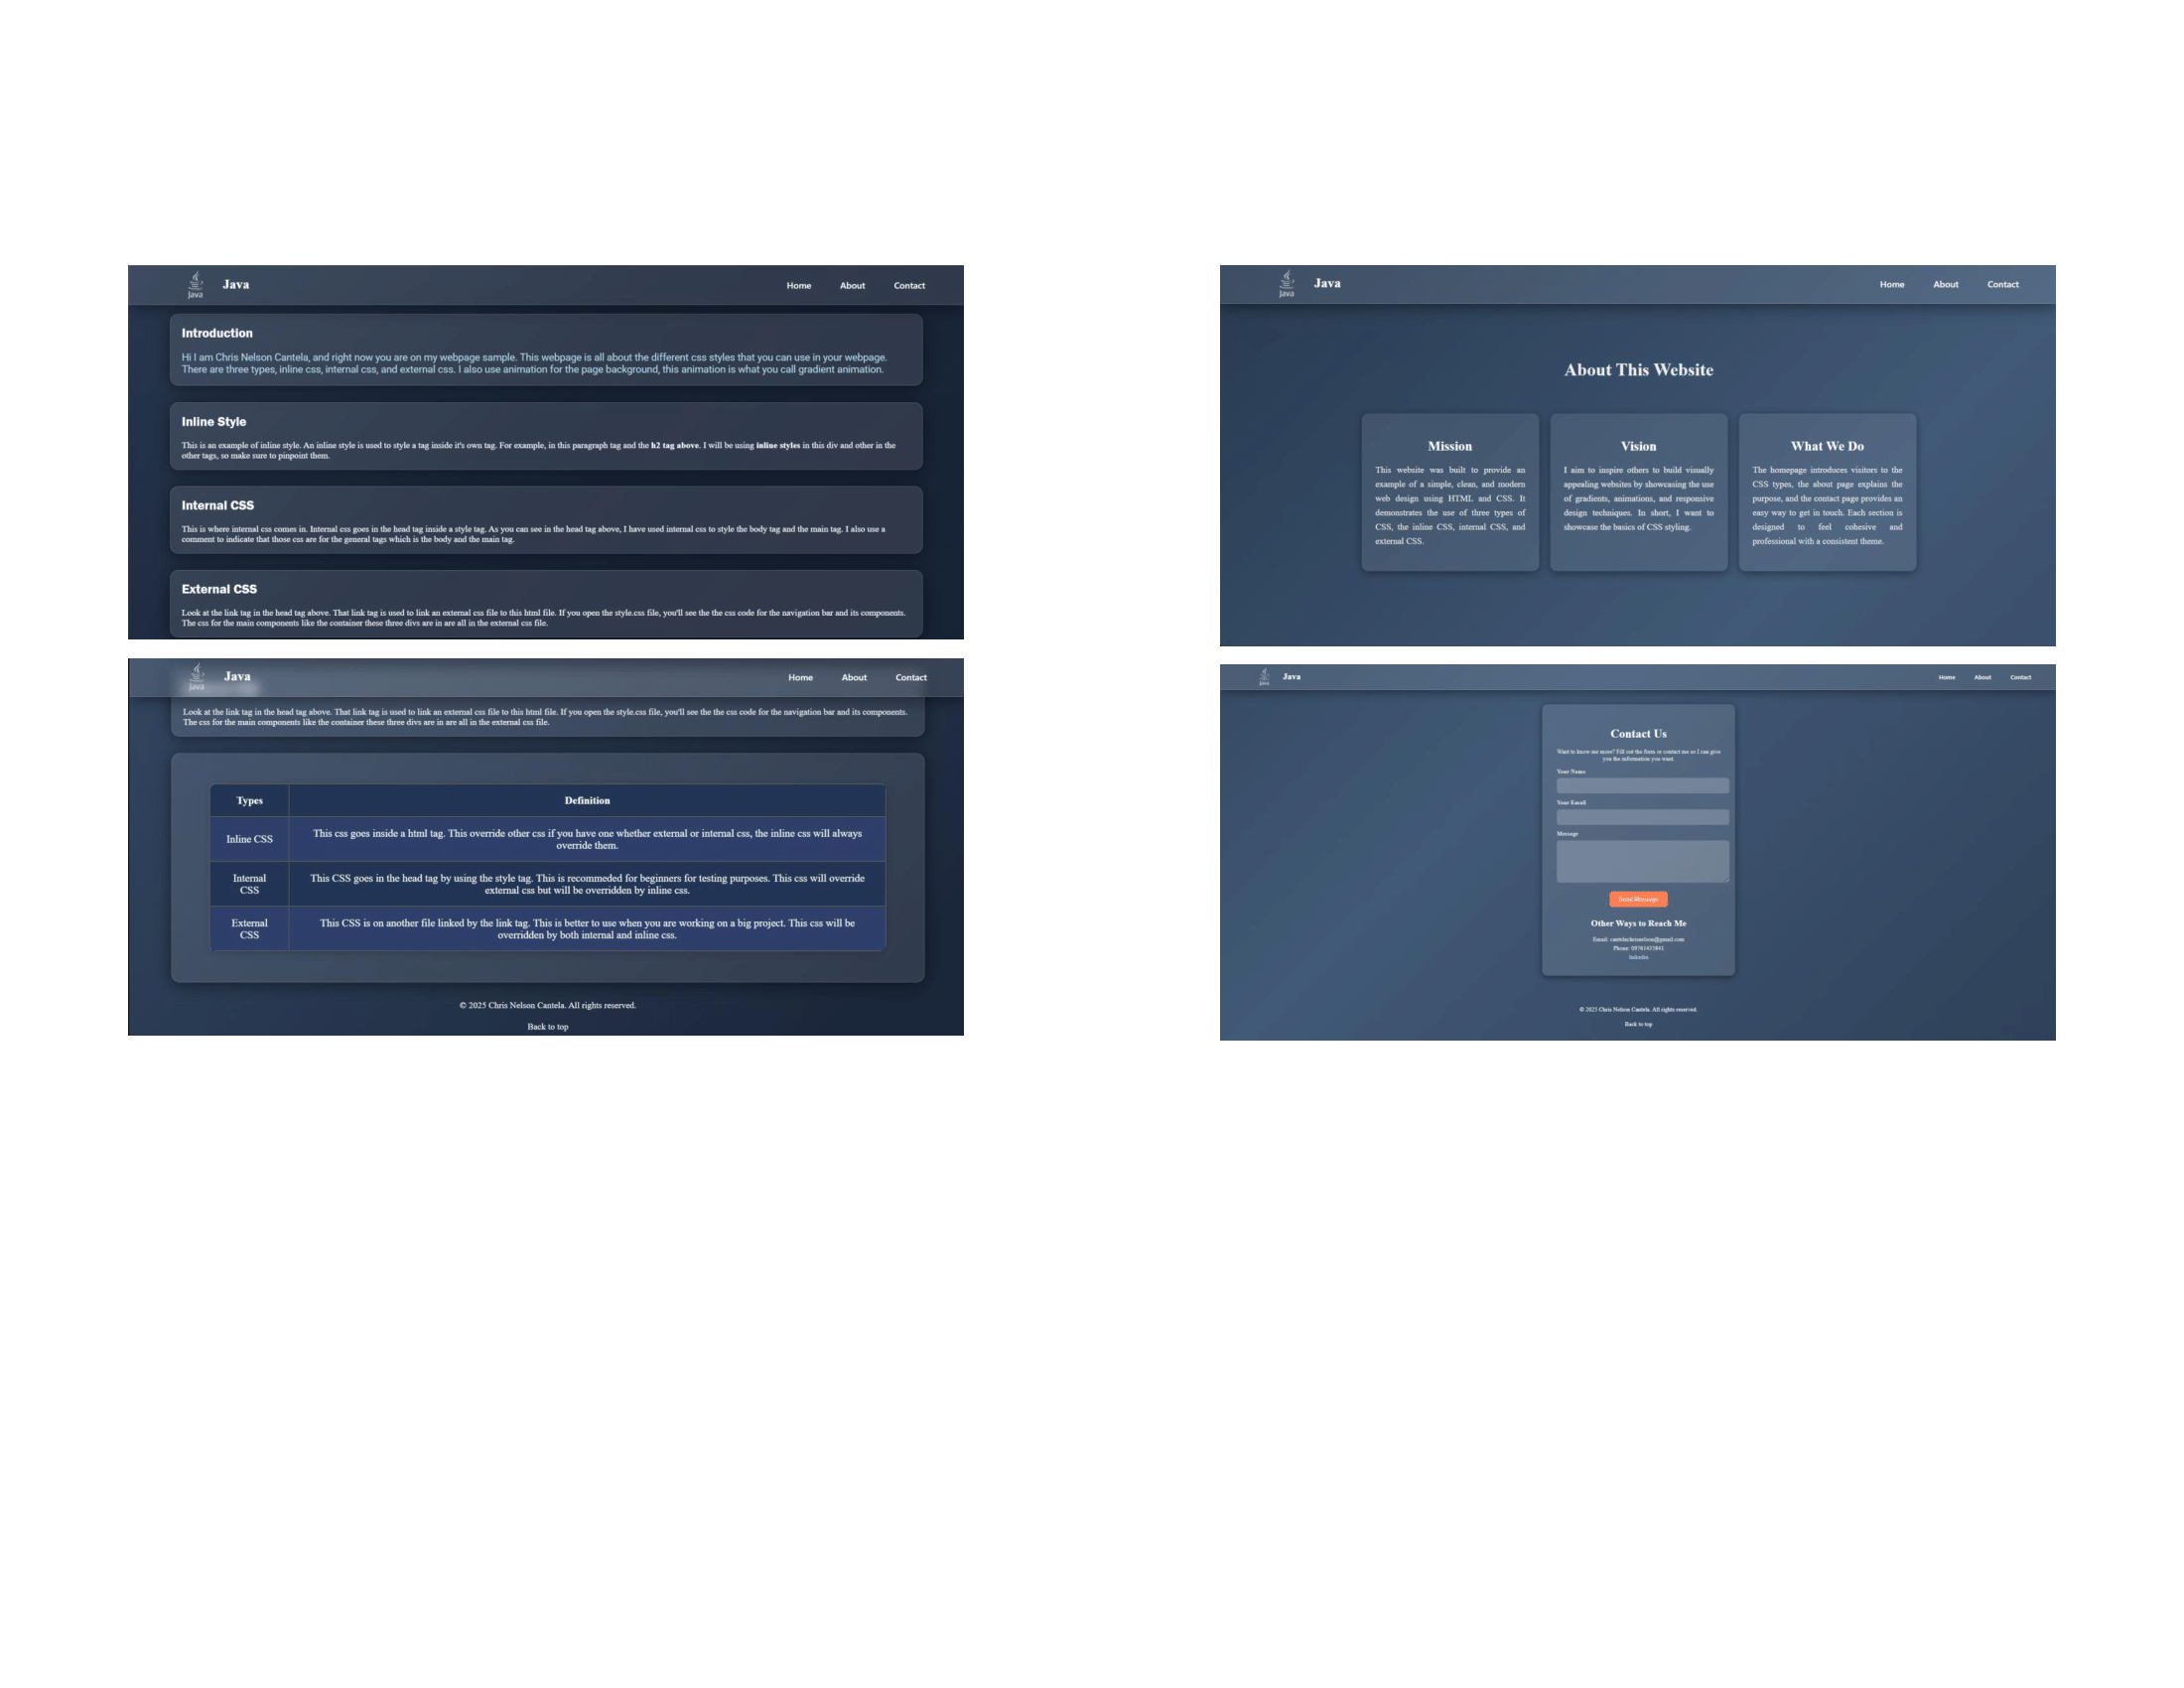 Java
Java
Home
About
Contact
Introduction
Hi I am Chris Nelson Cantela, and right now you are on my webpage sample. This webpage is all about the different css styles that you can use in your webpage.
There are three types, inline css, internal css, and external css. I also use animation for the page background, this animation is what you call gradient animation.
Inline Style
This is an example of inline style. An inline style is used to style a tag inside it's own tag. For example, in this paragraph tag and the h2 tag above. I will be using inline styles in this div and other in the
other tags, so make sure to pinpoint them.
Internal CSS
This is where internal css comes in. Internal css goes in the head tag inside a style tag. As you can see in the head tag above, I have used internal css to style the body tag and the main tag. I also use a
comment to indicate that those css are for the general tags which is the body and the main tag.
External CSS
Look at the link tag in the head tag above. That link tag is used to link an external css file to this html file. If you open the style.css file, you'll see the the css code for the navigation bar and its components.
The css for the main components like the container these three divs are in are all in the external css file.
Java
Java
Home
About
Contact
Look at the link tag in the head tag above. That link tag is used to link an external css file to this html file. If you open the style.css file, you'll see the the css code for the navigation bar and its components.
The css for the main components like the container these three divs are in are all in the external css file.
Types
Definition
Inline CSS
This css goes inside a html tag. This override other css if you have one whether external or internal css, the inline css will always
override them.
Internal
CSS
This CSS goes in the head tag by using the style tag. This is recommeded for beginners for testing purposes. This css will override
external css but will be overridden by inline css.
External
CSS
This CSS is on another file linked by the link tag. This is better to use when you are working on a big project. This css will be
overridden by both internal and inline css.
© 2025 Chris Nelson Cantela. All rights reserved.
Back to top
Java
Java
Home
About
Contact
About This Website
Mission
This website was built to provide an
example of a simple, clean, and modern
web design using HTML and CSS. It
demonstrates the use of three types of
CSS, the inline CSS, internal CSS, and
external CSS.
Vision
I aim to inspire others to build visually
appealing websites by showcasing the use
of gradients, animations, and responsive
design techniques. In short, I want to
showcase the basics of CSS styling.
What We Do
The homepage introduces visitors to the
CSS types, the about page explains the
purpose, and the contact page provides an
easy way to get in touch. Each section is
designed to feel cohesive and
professional with a consistent theme.
Java
Java
Home
About
Contact
Contact Us
Want to know me more? Fill out the form or contact me so I can give
you the information you want
Your Name
Your Email
Message
Send Message
Other Ways to Reach Me
Email: cantelachrisnelson@gmail.com
Phone: 09761435841
linkedin
© 2025 Chris Nelson Cantela. All rights reserved.
Back to top